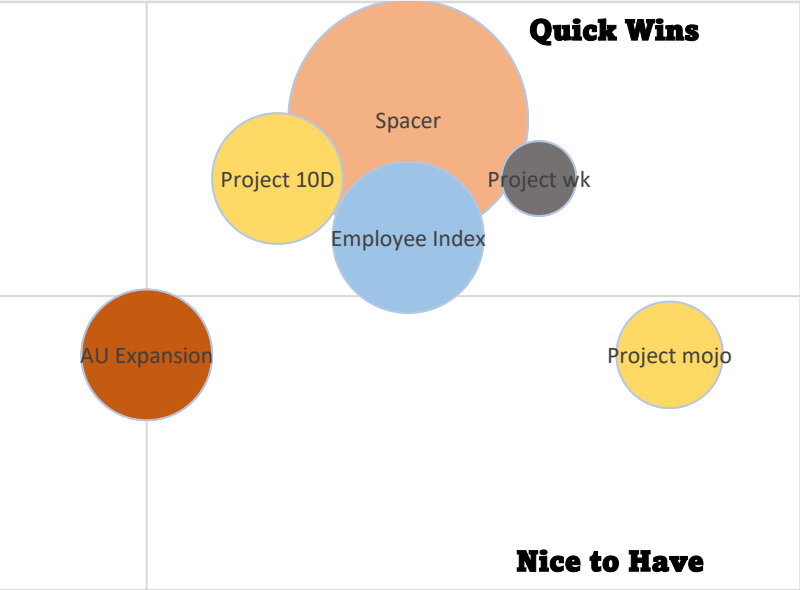 Quick Wins
Spacer
Project 10D
Project wk
Employee Index
AU Expansion
Project mojo
Nice to Have